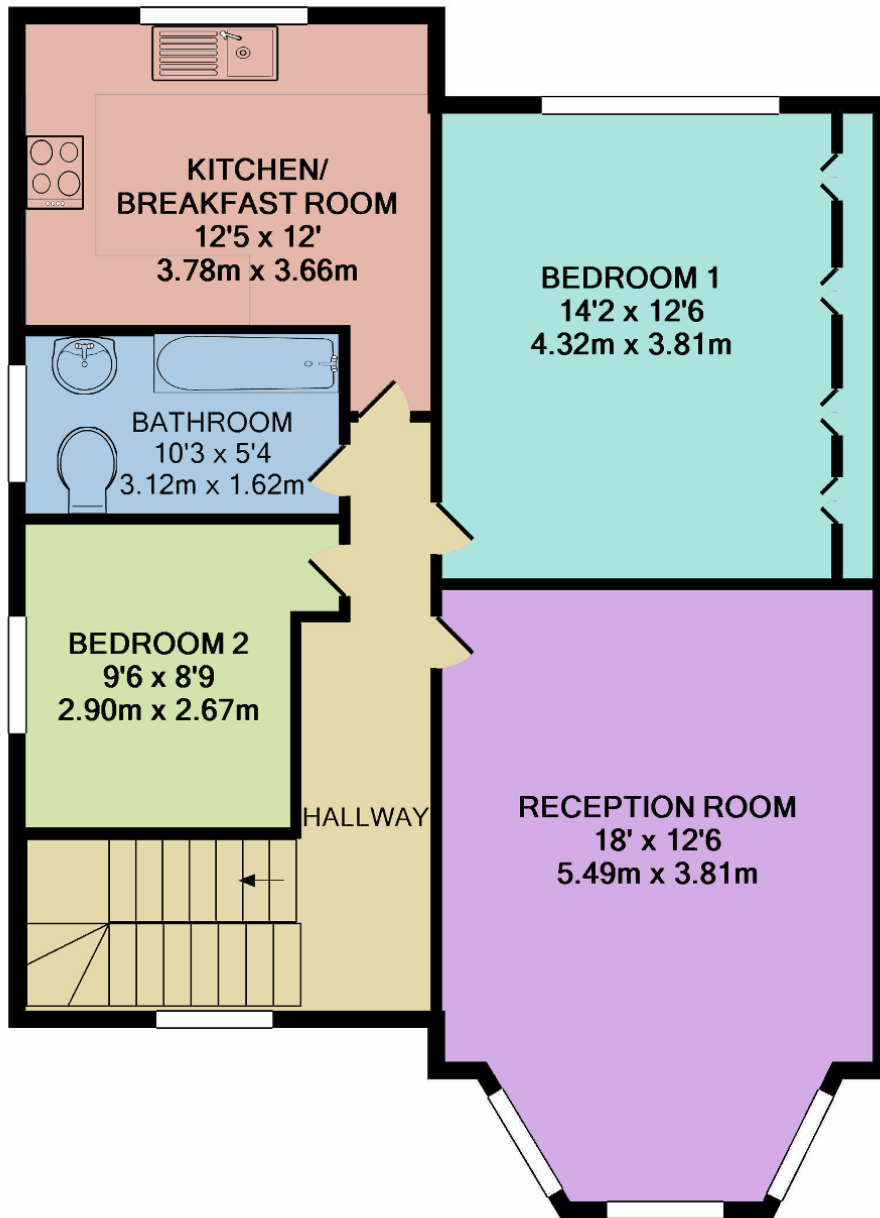 KITCHEN/
BREAKFAST ROOM
12'5 x 12'
3.78m x 3.66m
BEDROOM 1
14'2 x 12'6
4.32m x 3.81m
BATHROOM
10'3 x 5'4
3.12m x 1.62m
BEDROOM 2
9'6 x 8'9
2.90m x 2.67m
HALLWAY
RECEPTION ROOM
18' x 12'6
5.49m x 3.81m